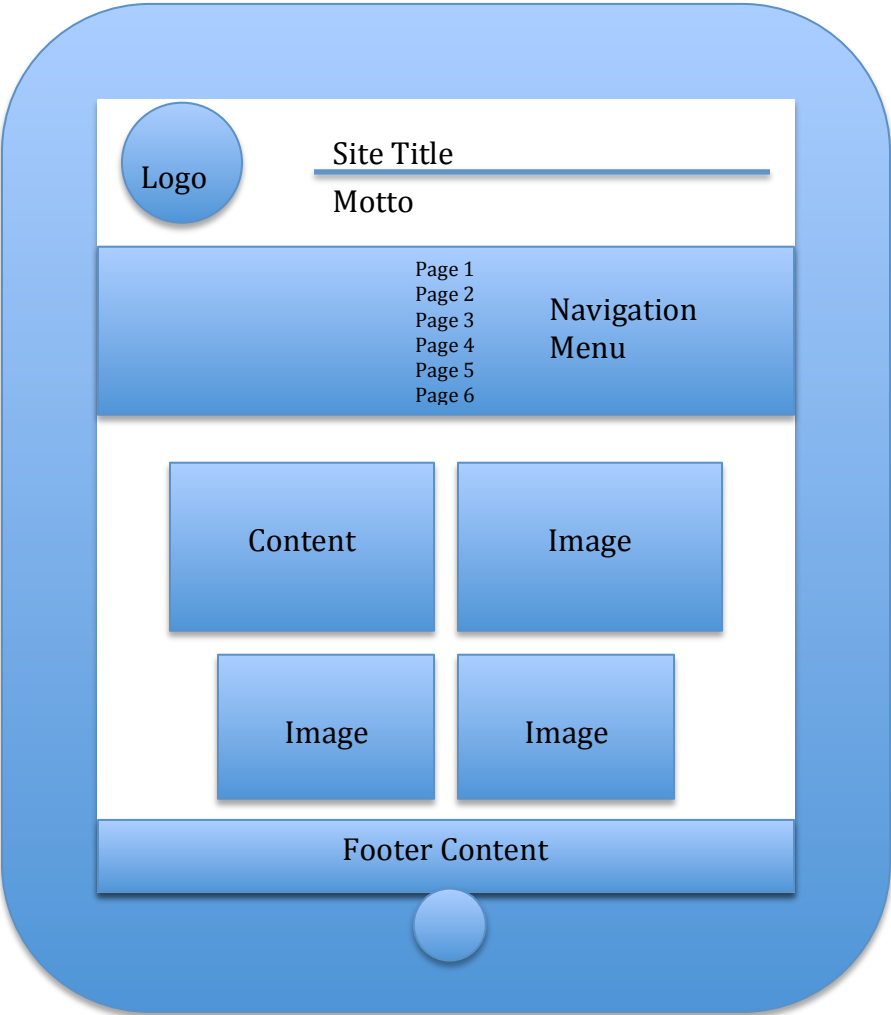 Logo
Site Title
Motto
Page 1
Page 2
Page 3
Page 4
Page 5
Page 6
Navigation
Menu
Content
Image
Image
Image
Footer Content